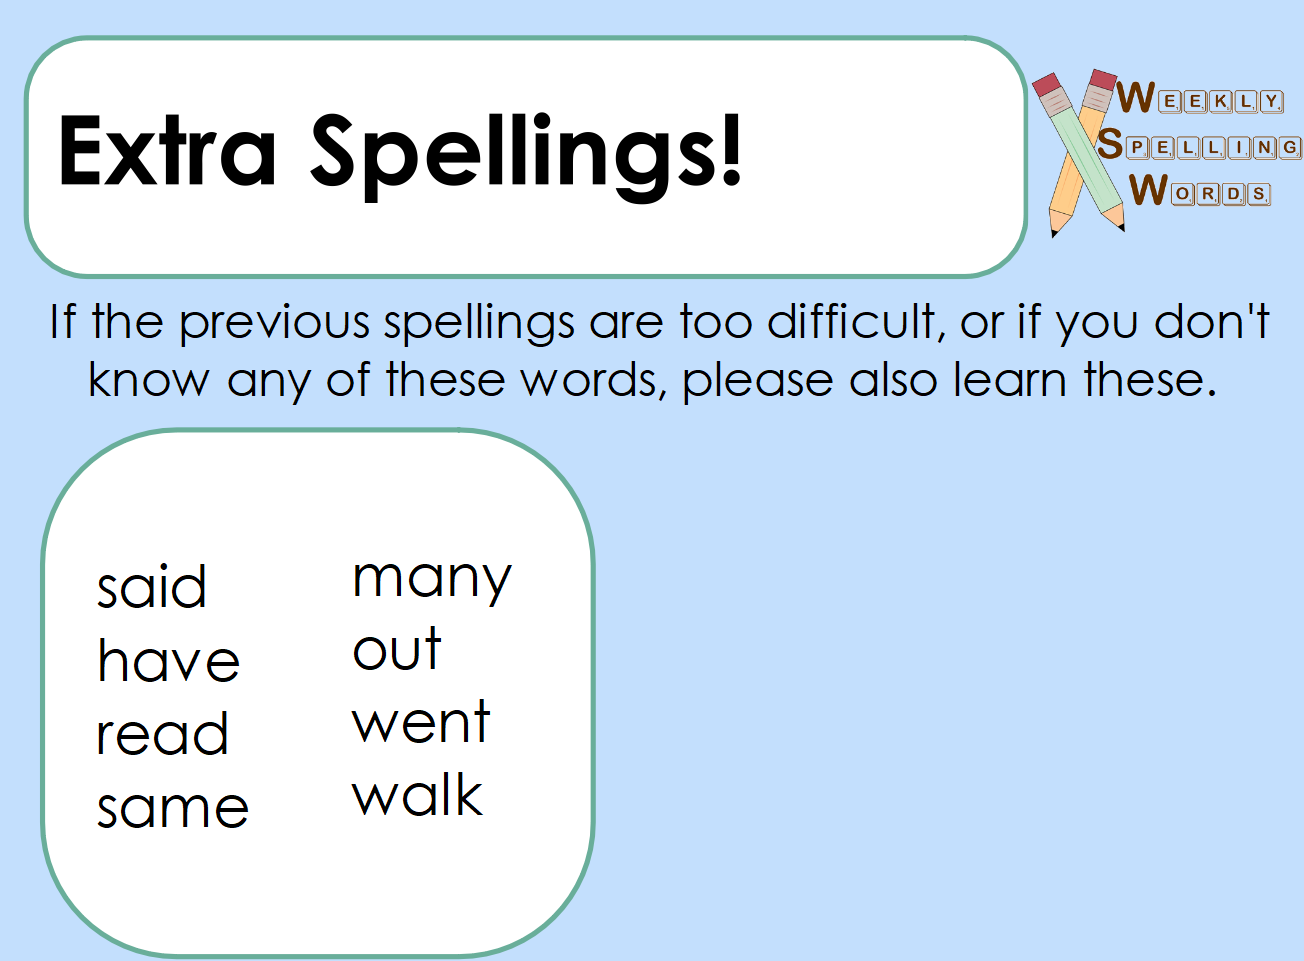 Extra Spellings!
WEEKLY
SPELLING
WORDS
If the previous spellings are too difficult, or if you don't
know any of these words, please also learn these.
said
have
read
same
many
out
went
walk